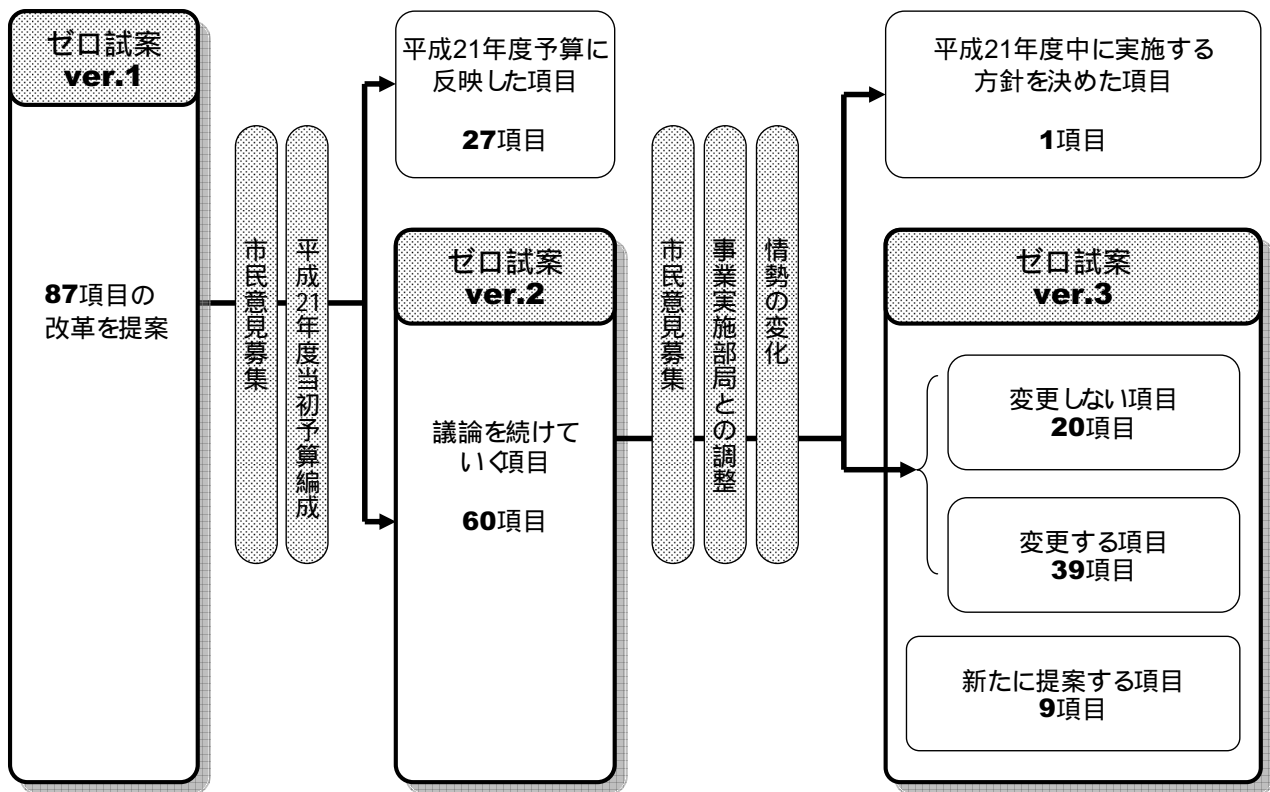 ゼロ試案
ver.1
87項目の
改革を提案
市民意見募集
平成21年度当初予算編成
平成21年度予算に
反映した項目
27項目
ゼロ試案
ver.2
議論を続けて
いく項目
60項目
市民意見募集
事業実施部局との調整
情勢の変化
平成21年度中に実施する
方針を決めた項目
1項目
ゼロ試案
ver.3
変更しない項目
20項目
変更する項目
39項目
新たに提案する項目
9項目